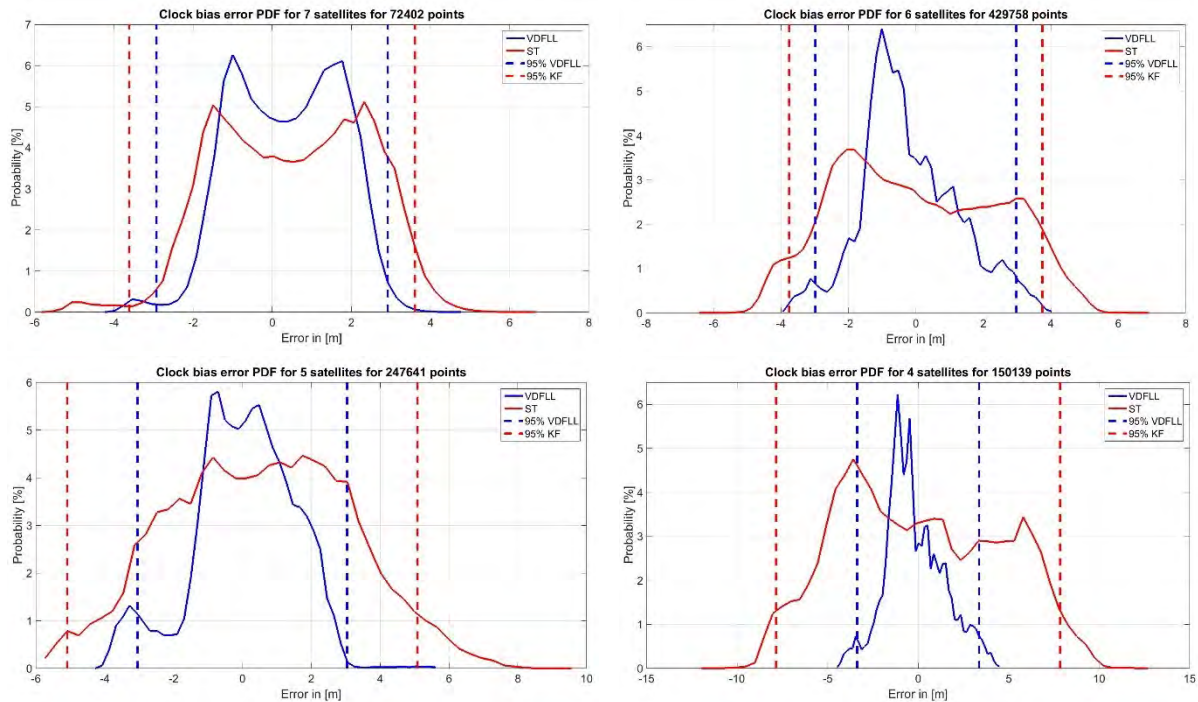 Clock bias error PDF for 7 satellites for 72402 points
7
6
5
4
3
2
1
0
Probability [%]
VDFLL
ST
95% VDFLL
95% KF
-6 -4 -2 0 2 4 6 8
Error in [m]
Clock bias error PDF for 6 satellites for 429758 points
7
6
5
4
3
2
1
0
Probability [%]
VDFLL
ST
95% VDFLL
95% KF
-8 -6 -4 -2 0 2 4 6 8
Error in [m]
Clock bias error PDF for 5 satellites for 247641 points
6
5
4
3
2
1
0
Probability [%]
VDFLL
ST
95% VDFLL
95% KF
-6 -4 -2 0 2 4 6 8 10
Error in [m]
Clock bias error PDF for 4 satellites for 150139 points
6
5
4
3
2
1
0
Probability [%]
VDFLL
ST
95% VDFLL
95% KF
-15 -10 -5 0 5 10 15
Error in [m]